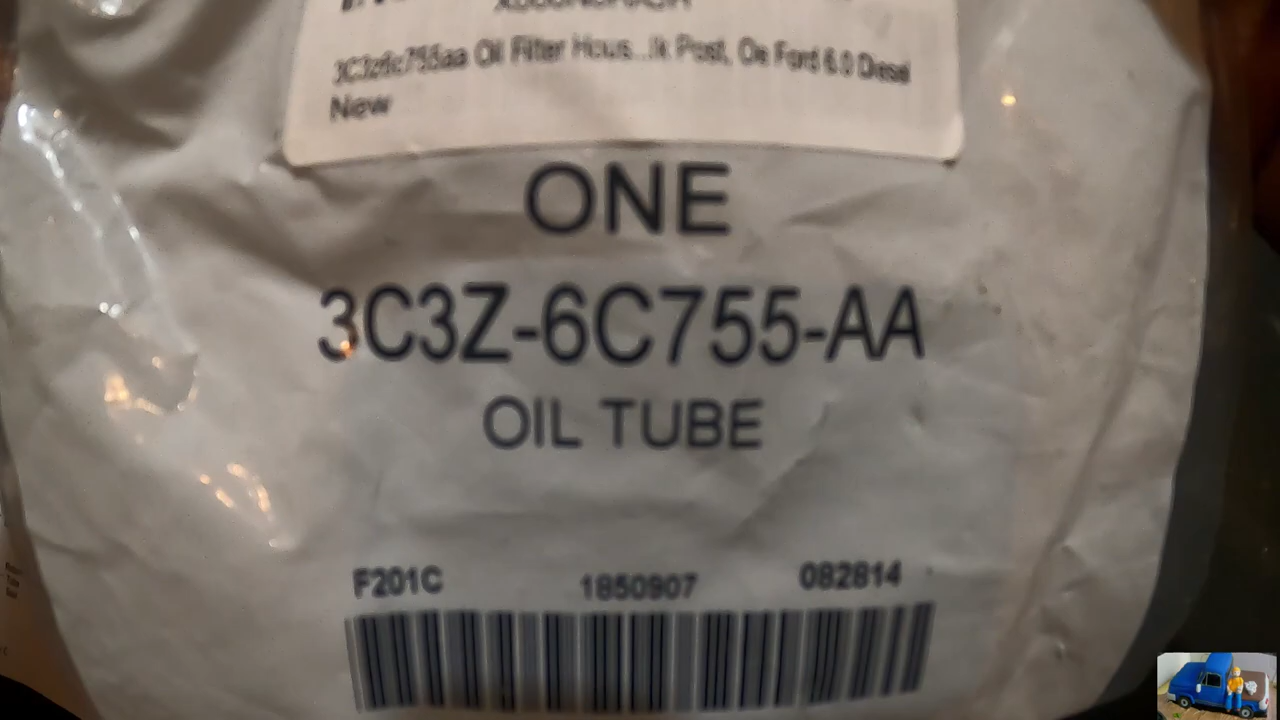 3C3z6c755aa Oil Filter Hous...lk Post, Oe Ford 6.0 Diesel
New
ONE
3C3Z-6C755-AA
OIL TUBE
F201C 1850907 082814